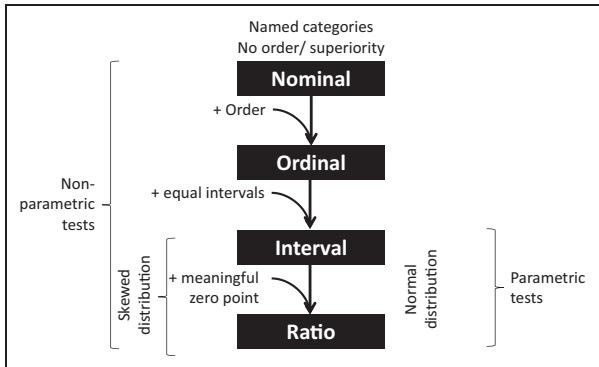 Named categories
No order/ superiority
Nominal
+ Order
Ordinal
+ equal intervals
Non-
parametric
tests
Interval
Skewed
distribution
+ meaningful
zero point
Normal
distribution
Parametric
tests
Ratio